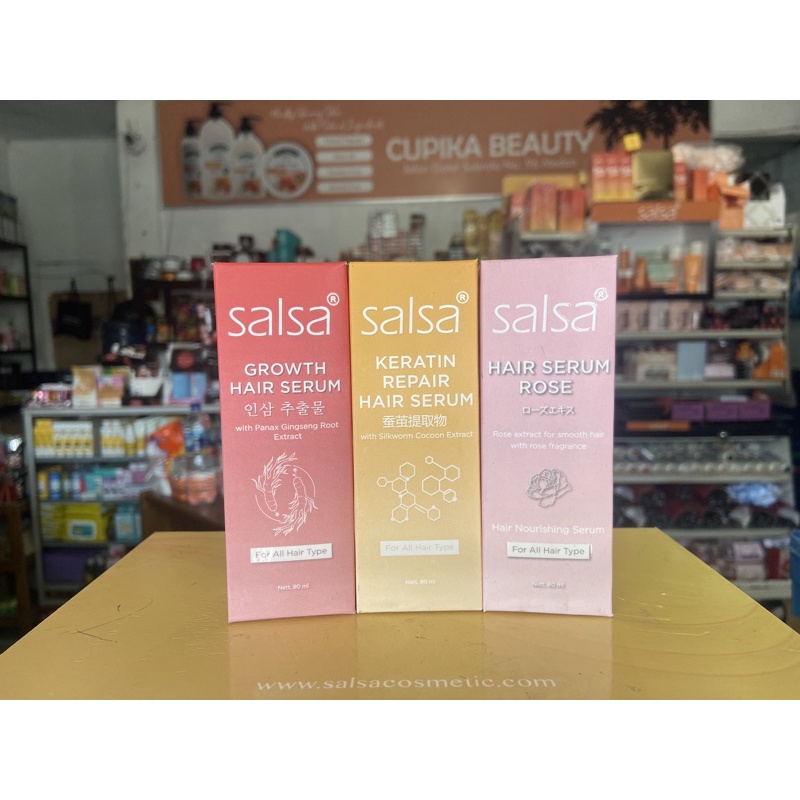 CUPIKA BEAUTY
salsa
salsa®
GROWTH
HAIR SERUM
인삼 추출물
with Panax Gingseng Root
Extract
For All Hair Type
Nett. 80 ml
salsa®
KERATIN
REPAIR
HAIR SERUM
蚕茧提取物
with Silkworm Cocoon Extract
For All Hair Type
Nett. 80 ml
salsa®
HAIR SERUM
ROSE
ローズエキス
Rose extract for smooth hair
with rose fragrance
Hair Nourishing Serum
For All Hair Type
Nett. 80 ml
www.salsacosmetic.com